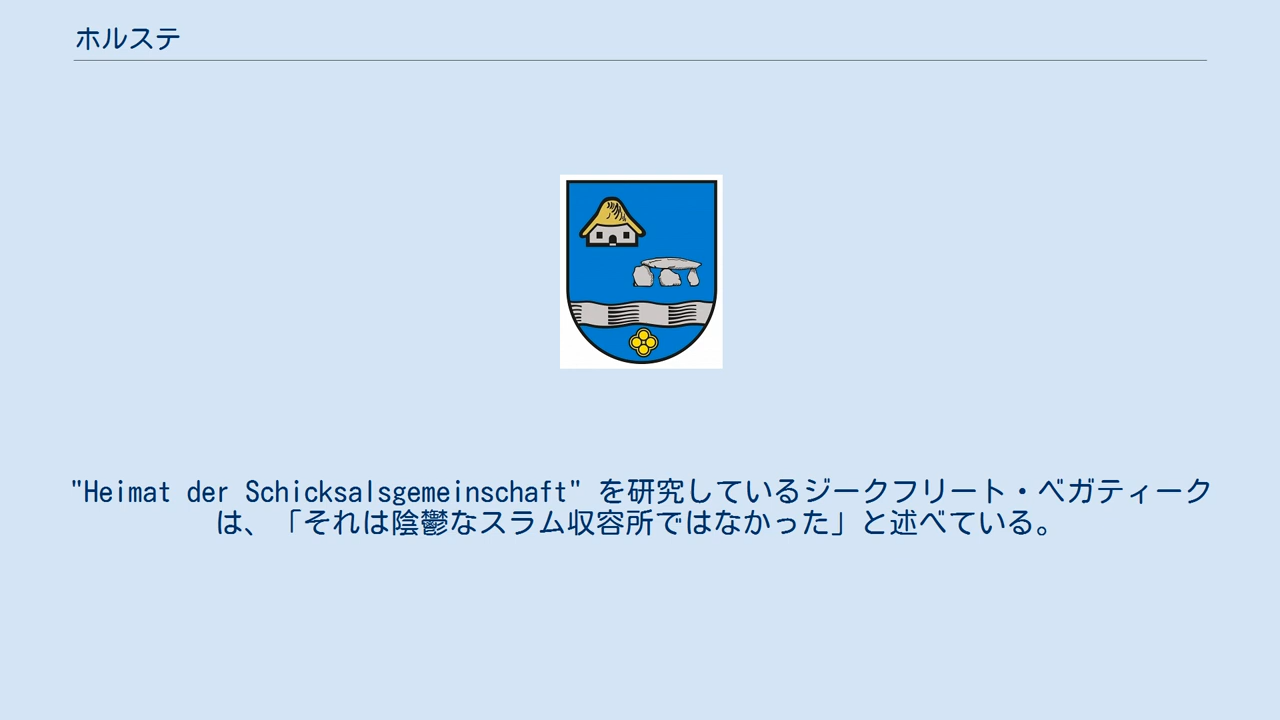 ホルステ
"Heimat der Schicksalsgemeinschaft" を研究しているジークフリート・ベガティーク
は、「それは陰鬱なスラム収容所ではなかった」と述べている。